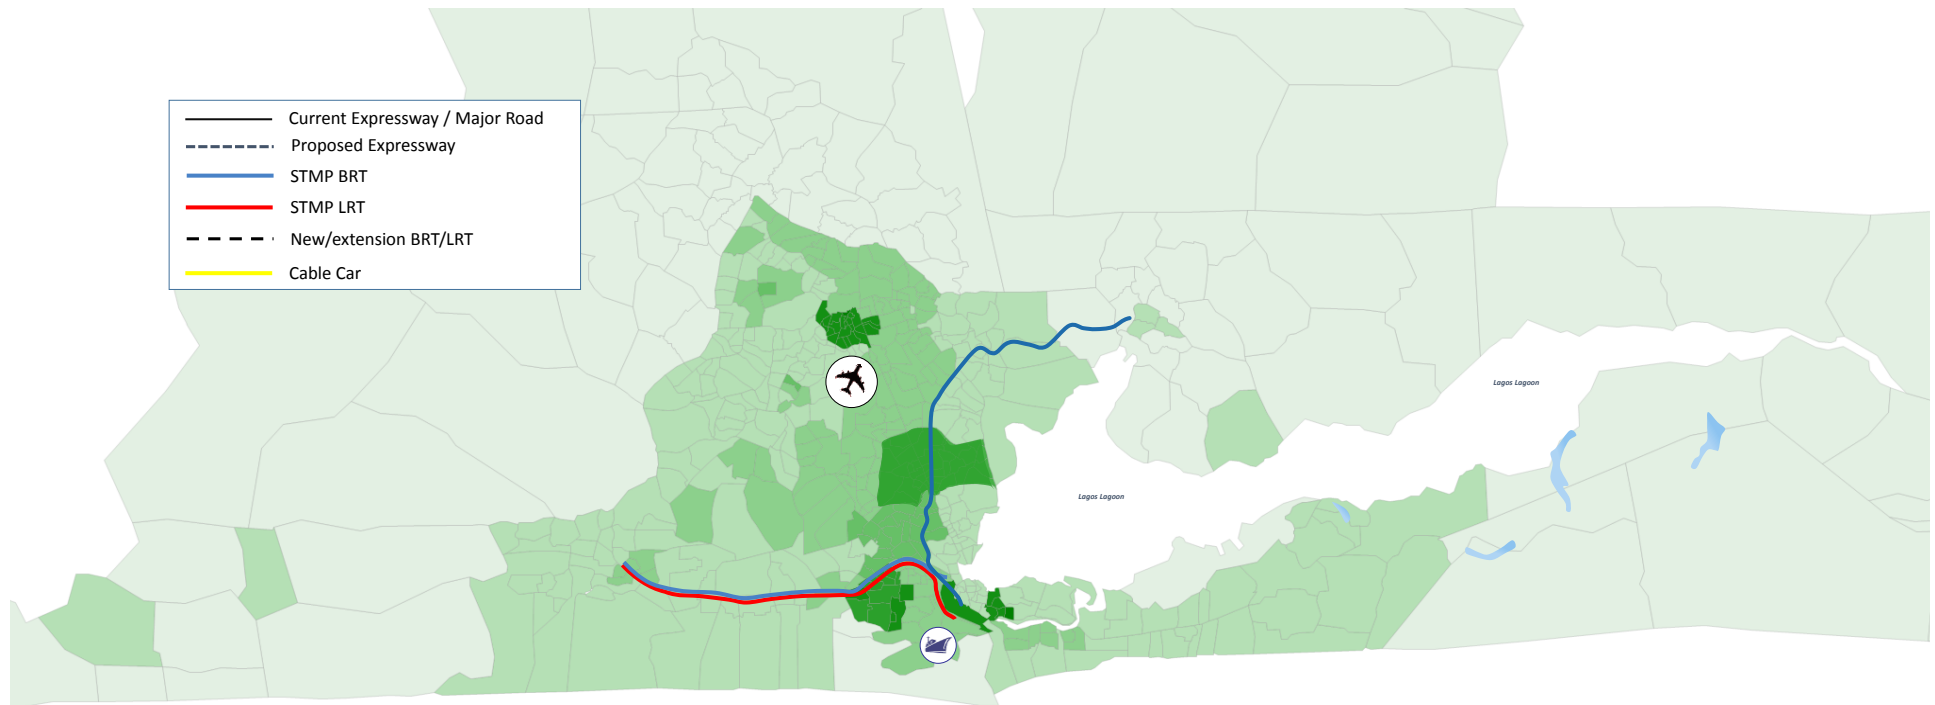 Current Expressway / Major Road
Proposed Expressway
STMP BRT
STMP LRT
New/extension BRT/LRT
Cable Car
Lagos Lagoon
Lagos Lagoon